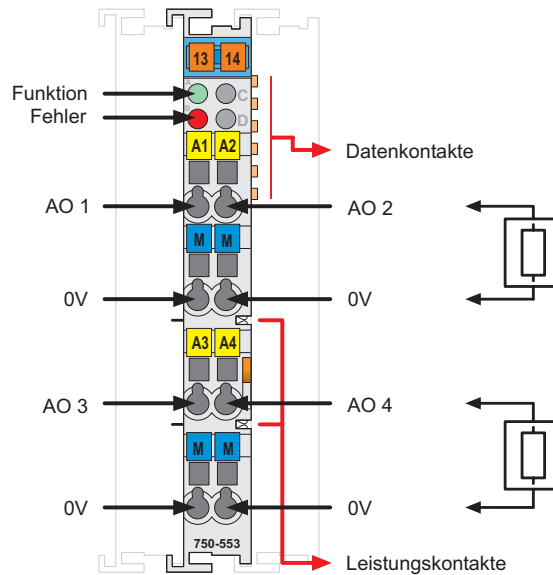 13 14
A C
Funktion
B D
Fehler
A1 A2
Datenkontakte
AO 1 AO 2
M M
0V 0V
A3 A4
AO 3 AO 4
M M
0V 0V
750-553
Leistungskontakte